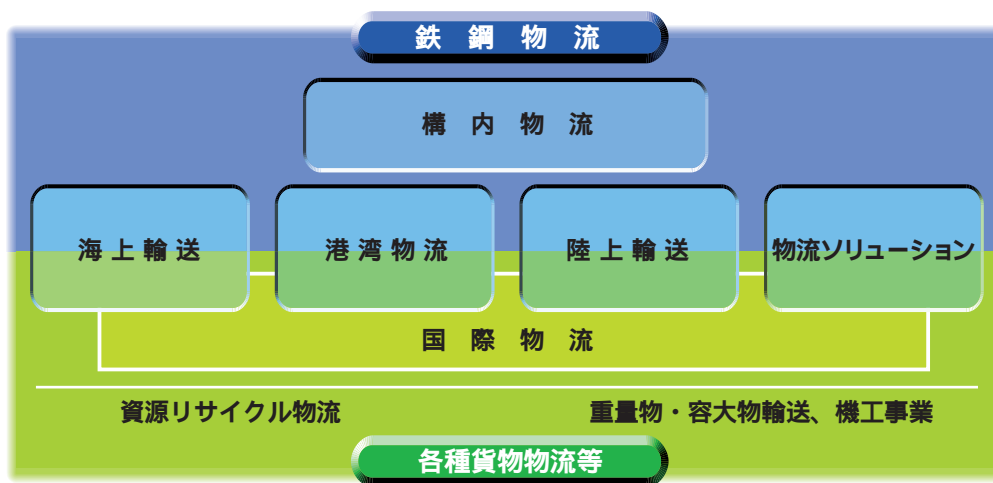 鉄鋼物流
構内物流
海上輸送
港湾物流
陸上輸送
物流ソリューション
国際物流
資源リサイクル物流
重量物・容大物輸送、機工事業
各種貨物物流等